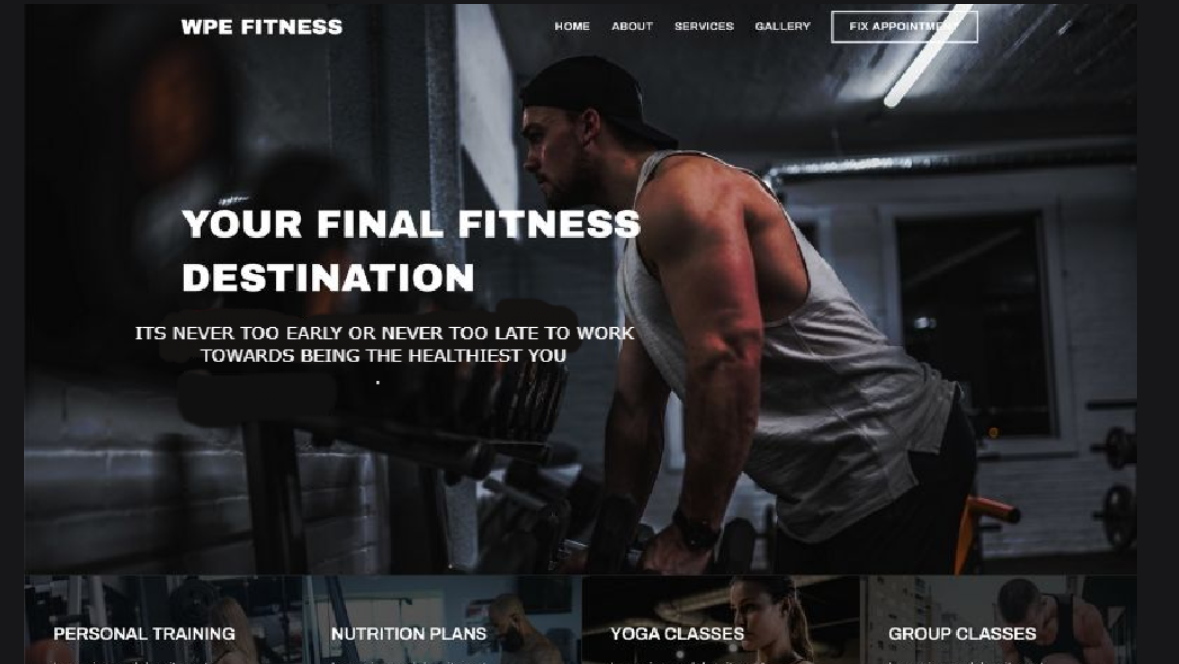 WPE FITNESS
HOME ABOUT SERVICES GALLERY FIX APPOINTMENT
YOUR FINAL FITNESS
DESTINATION
ITS NEVER TOO EARLY OR NEVER TOO LATE TO WORK
TOWARDS BEING THE HEALTHIEST YOU
.
PERSONAL TRAINING NUTRITION PLANS YOGA CLASSES GROUP CLASSES